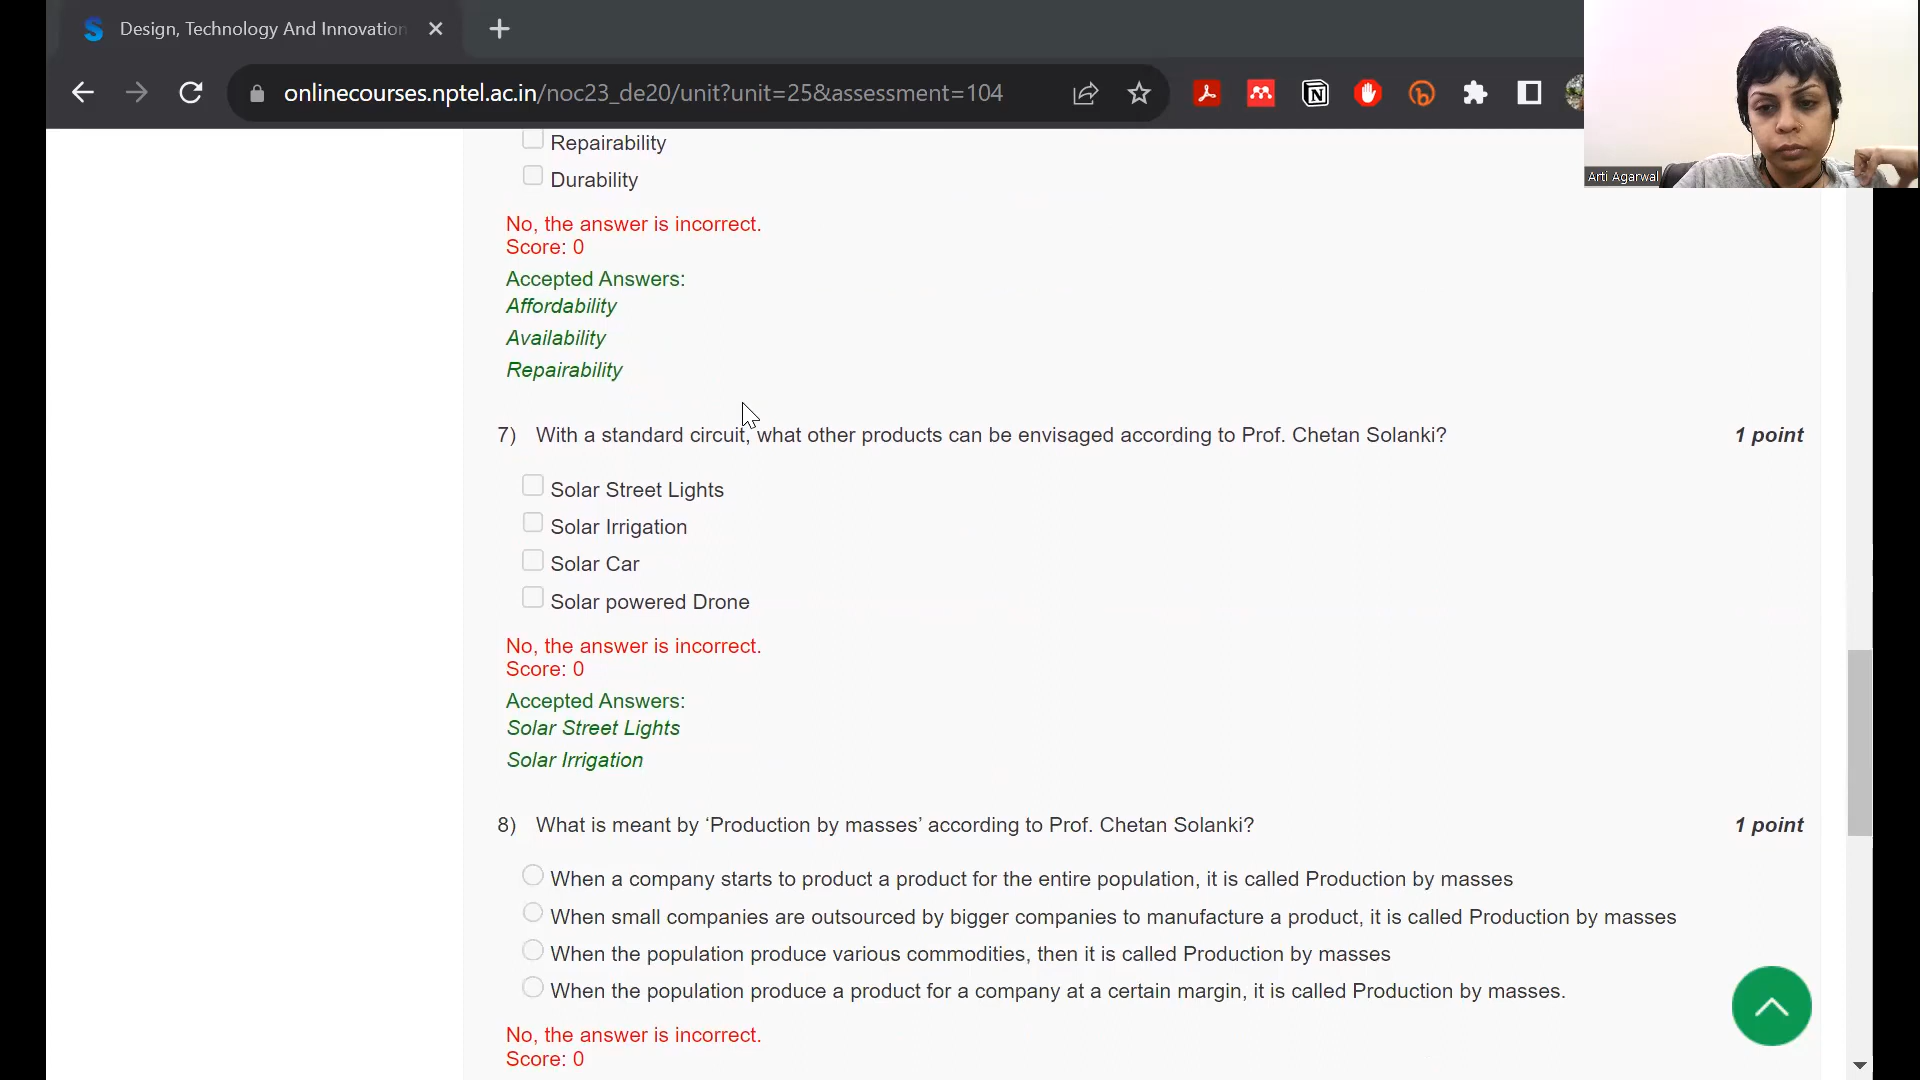 Design, Technology And Innovation
onlinecourses.nptel.ac.in/noc23_de20/unit?unit=25&assessment=104
Arti Agarwal
Repairability
Durability
No, the answer is incorrect.
Score: 0
Accepted Answers:
Affordability
Availability
Repairability
7) With a standard circuit, what other products can be envisaged according to Prof. Chetan Solanki? 1 point
Solar Street Lights
Solar Irrigation
Solar Car
Solar powered Drone
No, the answer is incorrect.
Score: 0
Accepted Answers:
Solar Street Lights
Solar Irrigation
8) What is meant by ‘Production by masses’ according to Prof. Chetan Solanki? 1 point
When a company starts to product a product for the entire population, it is called Production by masses
When small companies are outsourced by bigger companies to manufacture a product, it is called Production by masses
When the population produce various commodities, then it is called Production by masses
When the population produce a product for a company at a certain margin, it is called Production by masses.
No, the answer is incorrect.
Score: 0